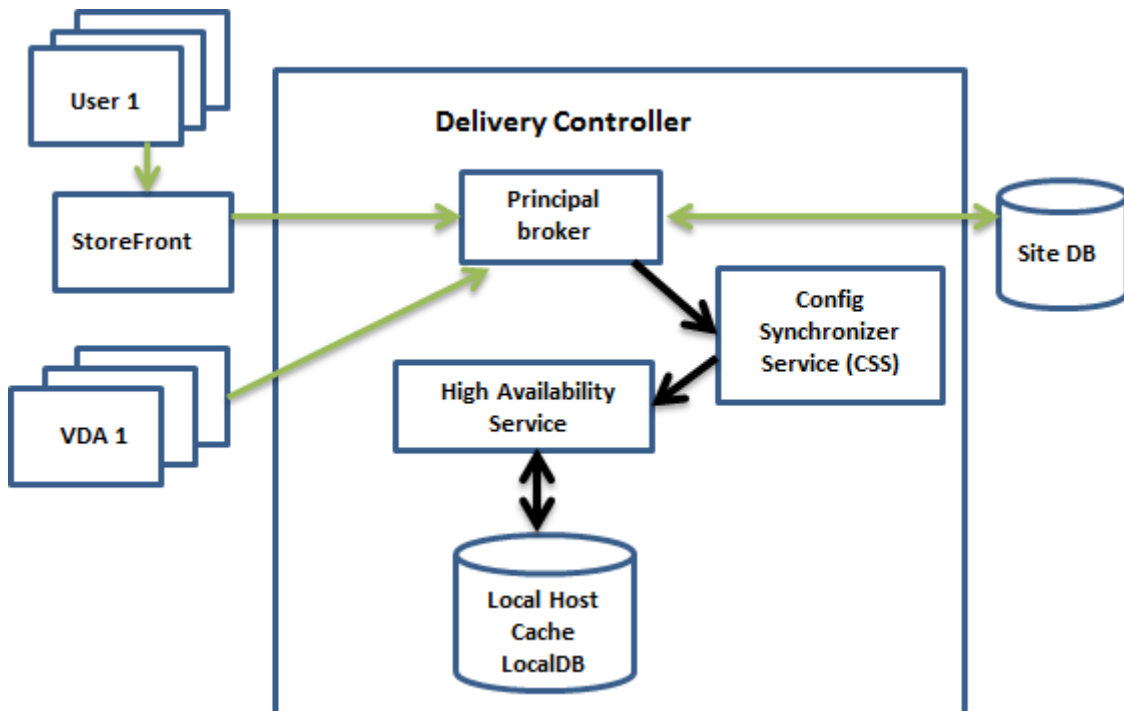 User 1
Delivery Controller
StoreFront
Principal
broker
Site DB
Config
Synchronizer
Service (CSS)
High Availability
Service
VDA 1
Local Host
Cache
LocalDB